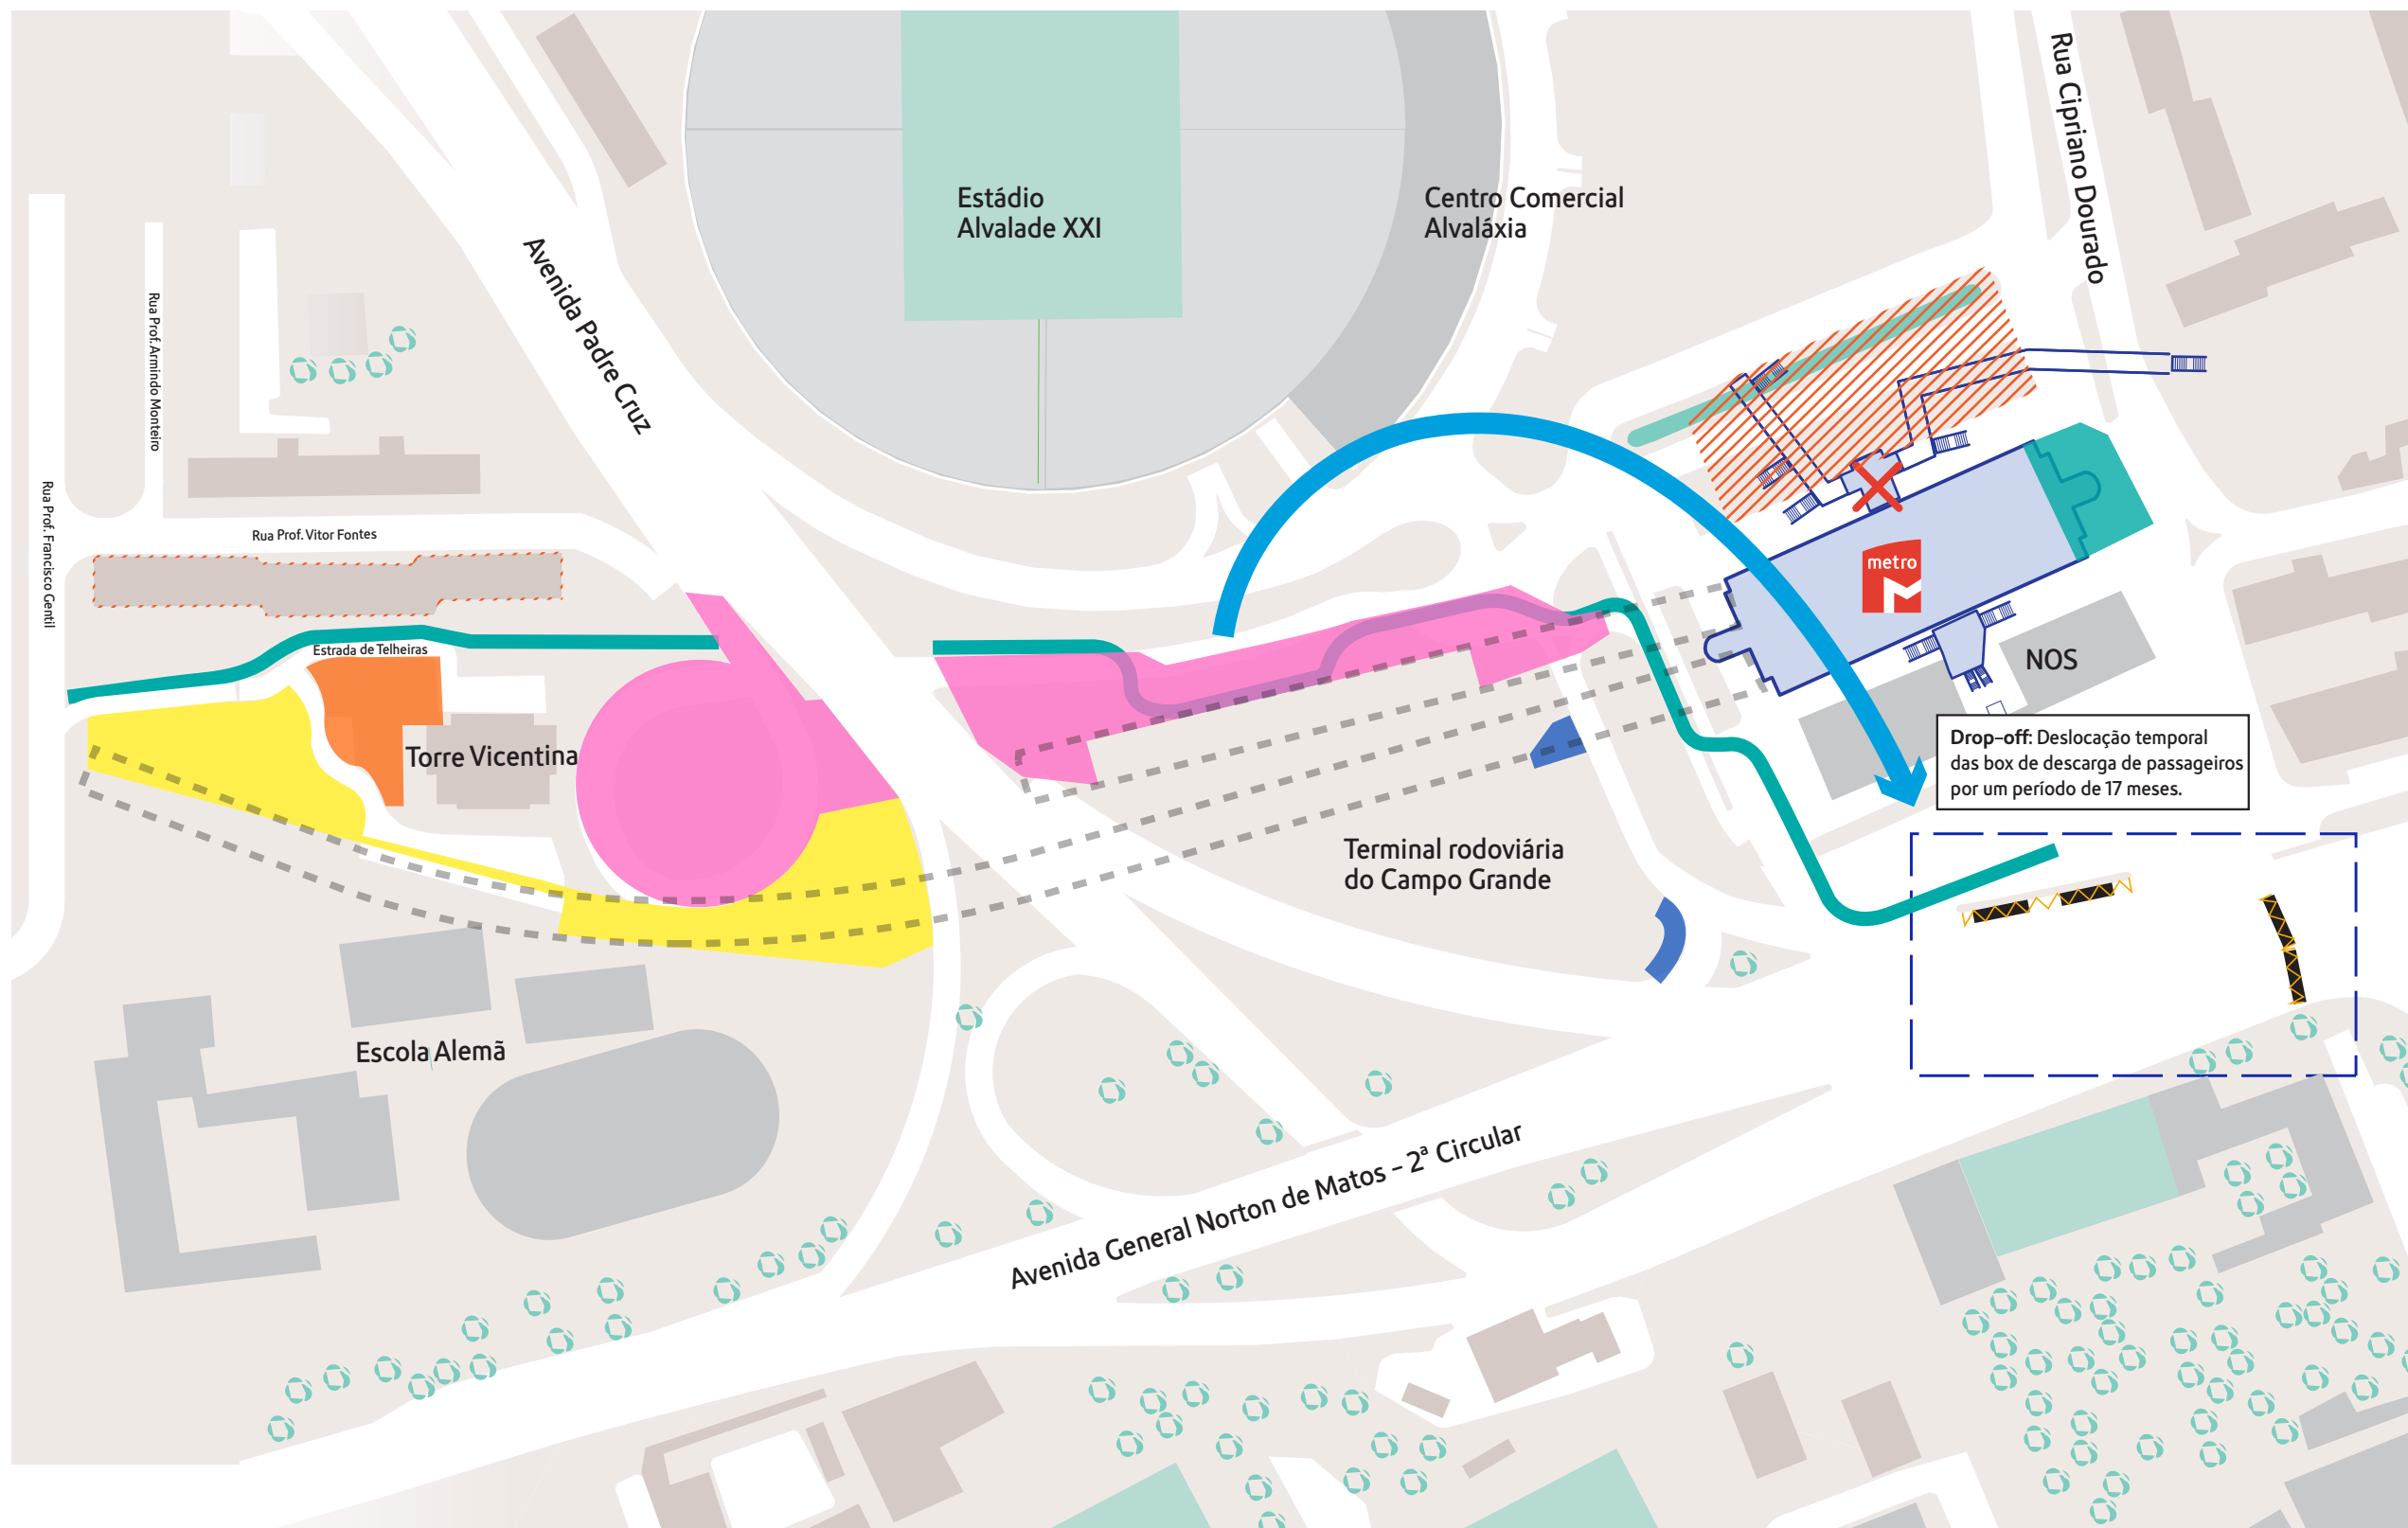 Rua Cipriano Dourado
Estádio
Alvalade XXI
Centro Comercial
Alvaláxia
Avenida Padre Cruz
Rua Prof. Armindo Monteiro
Rua Prof. Francisco Gentil
Rua Prof. Vitor Fontes
metro
Estrada de Telheiras
NOS
Torre Vicentina
Drop-off: Deslocação temporal
das box de descarga de passageiros
por um período de 17 meses.
Terminal rodoviária
do Campo Grande
Escola Alemã
Avenida General Norton de Matos - 2ª Circular